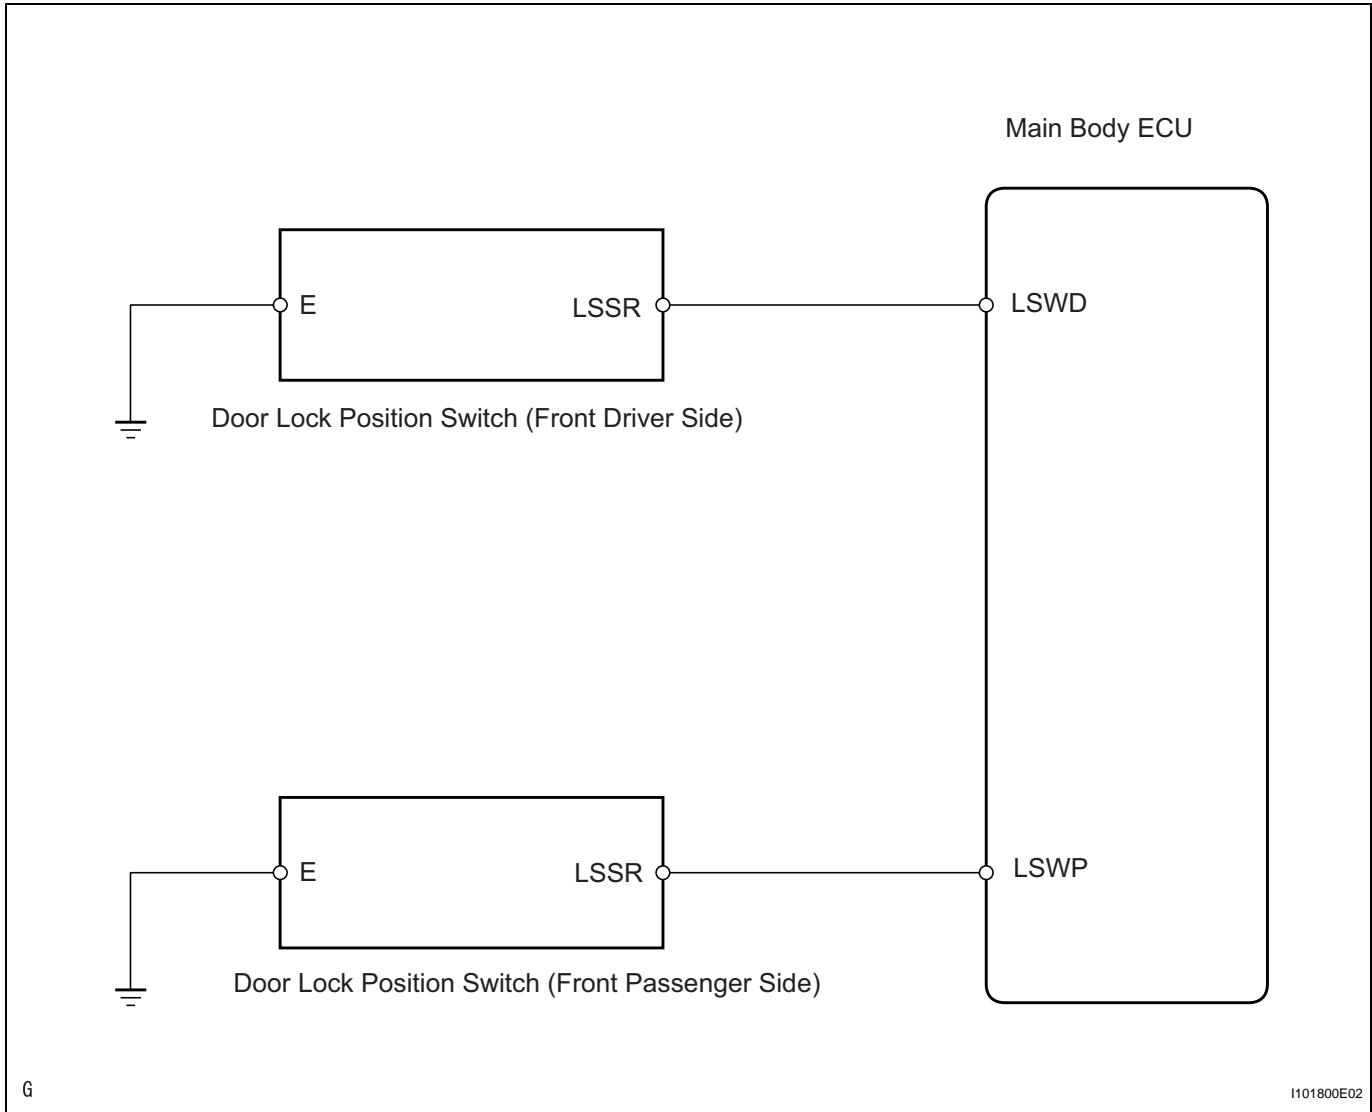 Main Body ECU
E
LSSR
LSWD
Door Lock Position Switch (Front Driver Side)
E
LSSR
LSWP
Door Lock Position Switch (Front Passenger Side)
G
I101800E02